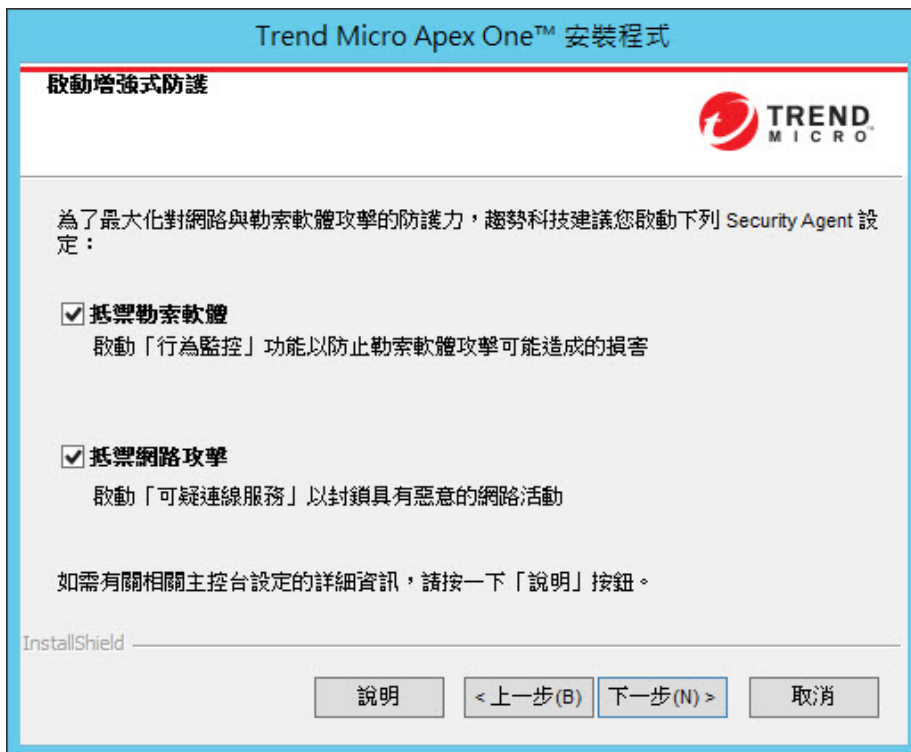 Trend Micro Apex One™ 安裝程式
啟動增強式防護
TREND
MICRO™
為了最大化對網路與勒索軟體攻擊的防護力，趨勢科技建議您啟動下列 Security Agent 設
定：
抵禦勒索軟體
啟動「行為監控」功能以防止勒索軟體攻擊可能造成的損害
抵禦網路攻擊
啟動「可疑連線服務」以封鎖具有惡意的網路活動
如需有關相關主控台設定的詳細資訊，請按一下「說明」按鈕。
InstallShield
說明
<上一步(B)
下一步(N)>
取消